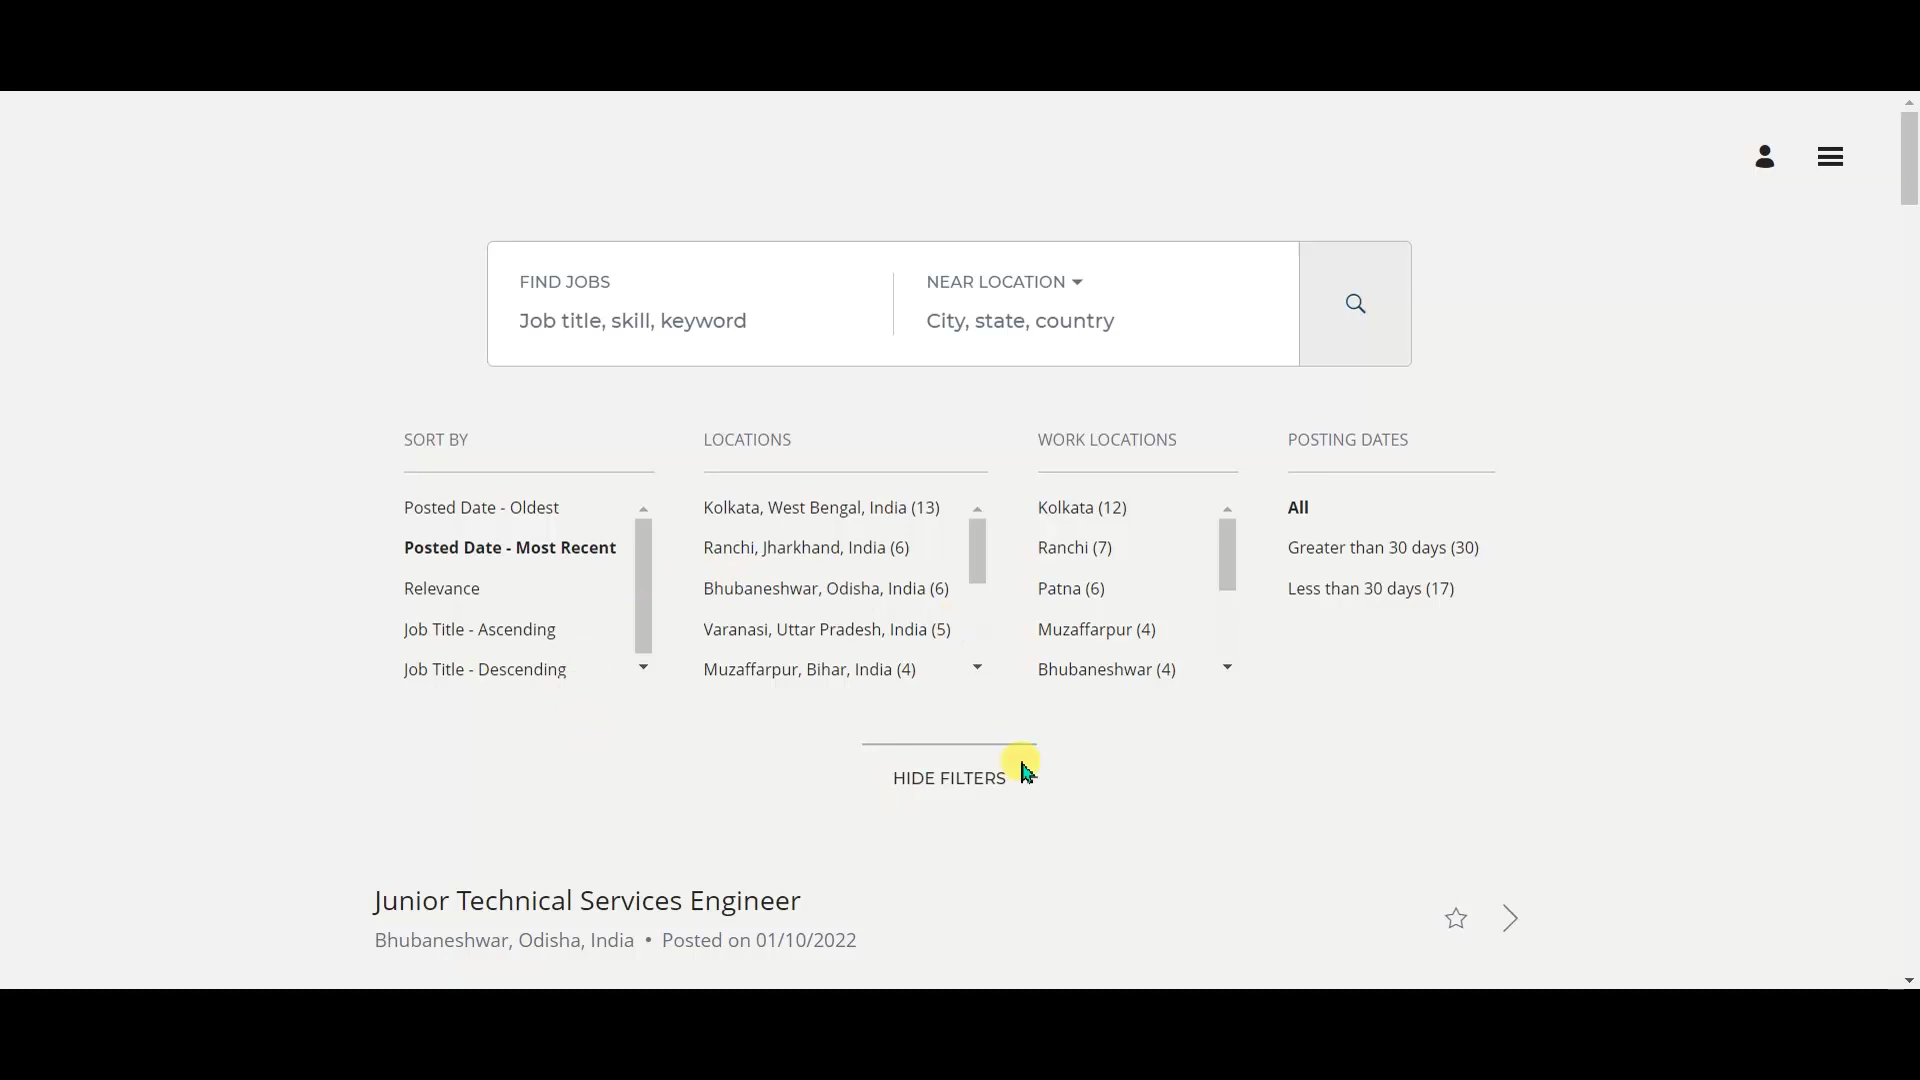 FIND JOBS
Job title, skill, keyword
NEAR LOCATION
City, state, country
SORT BY
Posted Date - Oldest
Posted Date - Most Recent
Relevance
Job Title - Ascending
Job Title - Descending
LOCATIONS
Kolkata, West Bengal, India (13)
Ranchi, Jharkhand, India (6)
Bhubaneshwar, Odisha, India (6)
Varanasi, Uttar Pradesh, India (5)
Muzaffarpur, Bihar, India (4)
WORK LOCATIONS
Kolkata (12)
Ranchi (7)
Patna (6)
Muzaffarpur (4)
Bhubaneshwar (4)
POSTING DATES
All
Greater than 30 days (30)
Less than 30 days (17)
HIDE FILTERS
Junior Technical Services Engineer
Bhubaneshwar, Odisha, India • Posted on 01/10/2022